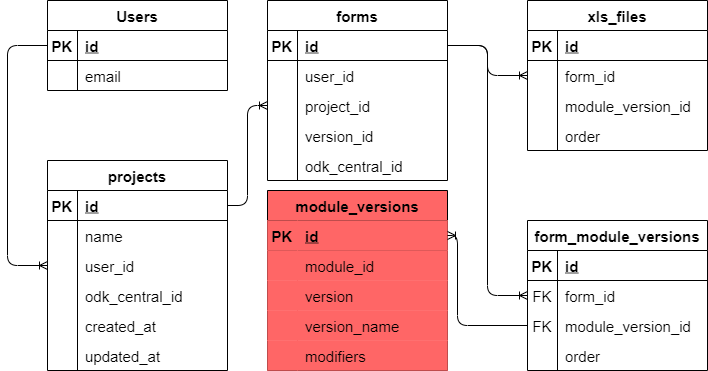 Users
PK id
email
forms
PK id
user_id
project_id
version_id
odk_central_id
xls_files
PK id
form_id
module_version_id
order
projects
PK id
name
user_id
odk_central_id
created_at
updated_at
module_versions
PK id
module_id
version
version_name
modifiers
form_module_versions
PK id
FK form_id
FK module_version_id
order